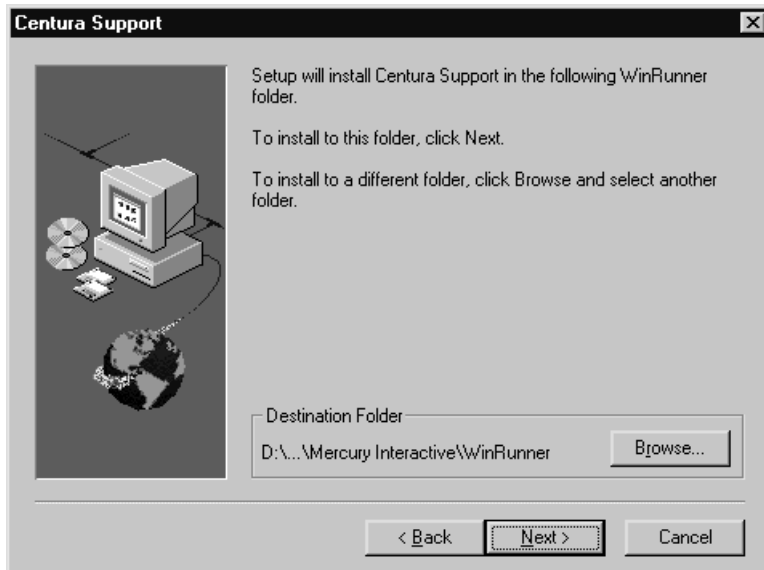 Centura Support
Setup will install Centura Support in the following WinRunner
folder.
To install to this folder, click Next.
To install to a different folder, click Browse and select another
folder.
Destination Folder
D:\...\Mercury Interactive\WinRunner
Browse...
< Back
Next >
Cancel